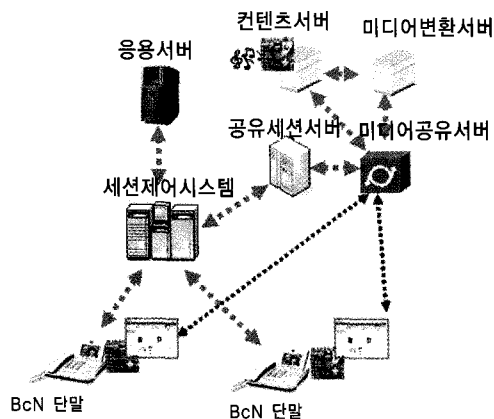 컨텐츠서버
미디어변환서버
응용서버
공유세션서버
미디어공유서버
세션제어시스템
BcN 단말
BcN 단말